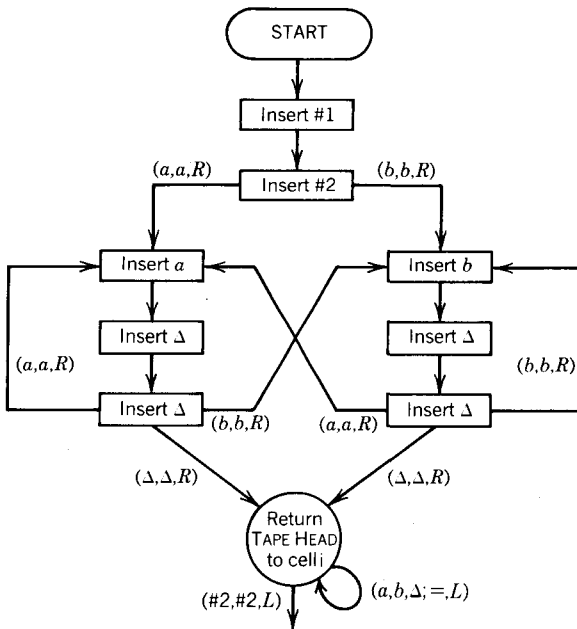 START
Insert #1
Insert #2
(a,a,R)
(b,b,R)
Insert a
Insert b
Insert Δ
Insert Δ
(a,a,R)
(b,b,R)
Insert Δ
(b,b,R)
(a,a,R)
Insert Δ
(Δ,Δ,R)
(Δ,Δ,R)
Return
TAPE HEAD
to cell i
(#2,#2,L)
(a,b,Δ;=,L)